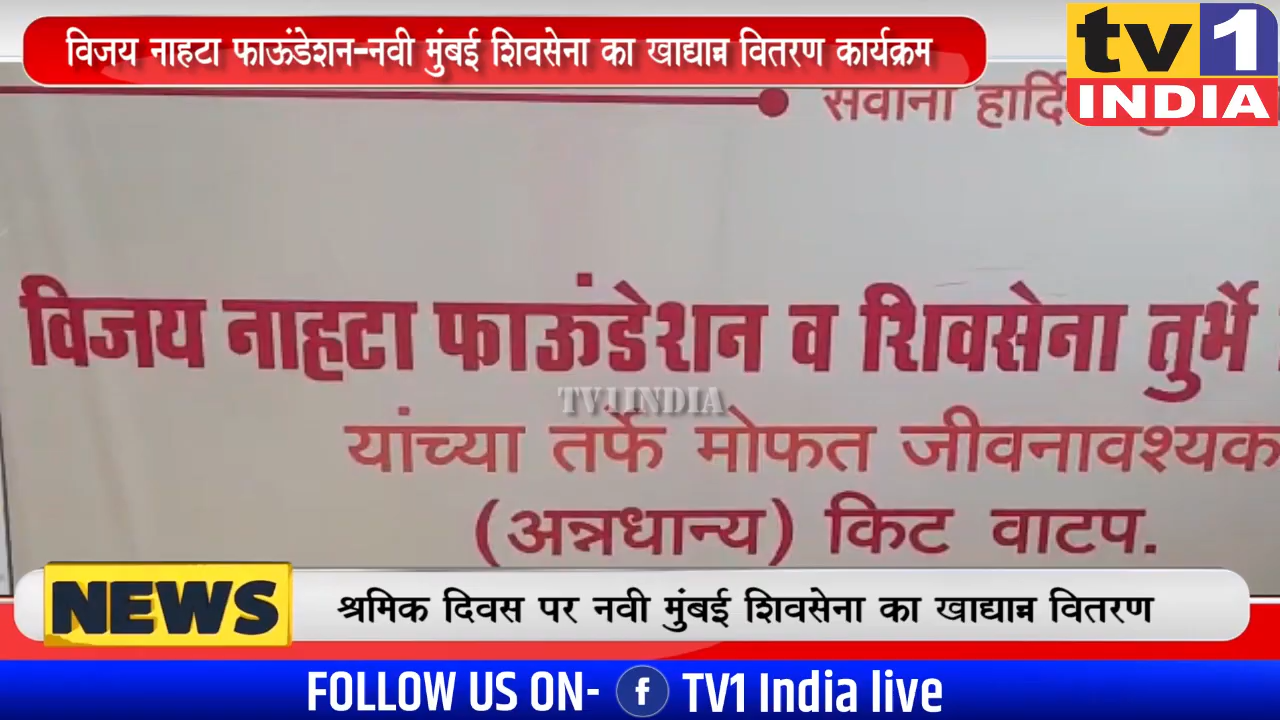 विजय नाहटा फाऊंडेशन-नवी मुंबई शिवसेना का खाद्यान्न वितरण कार्यक्रम
tv1
INDIA
विजय नाहटा फाऊंडेशन व शिवसेना तुर्भे
TV1INDIA
यांच्या तर्फे मोफत जीवनावश्यक
(अन्नधान्य) किट वाटप.
NEWS
श्रमिक दिवस पर नवी मुंबई शिवसेना का खाद्यान्न वितरण
FOLLOW US ON- f TV1 India live